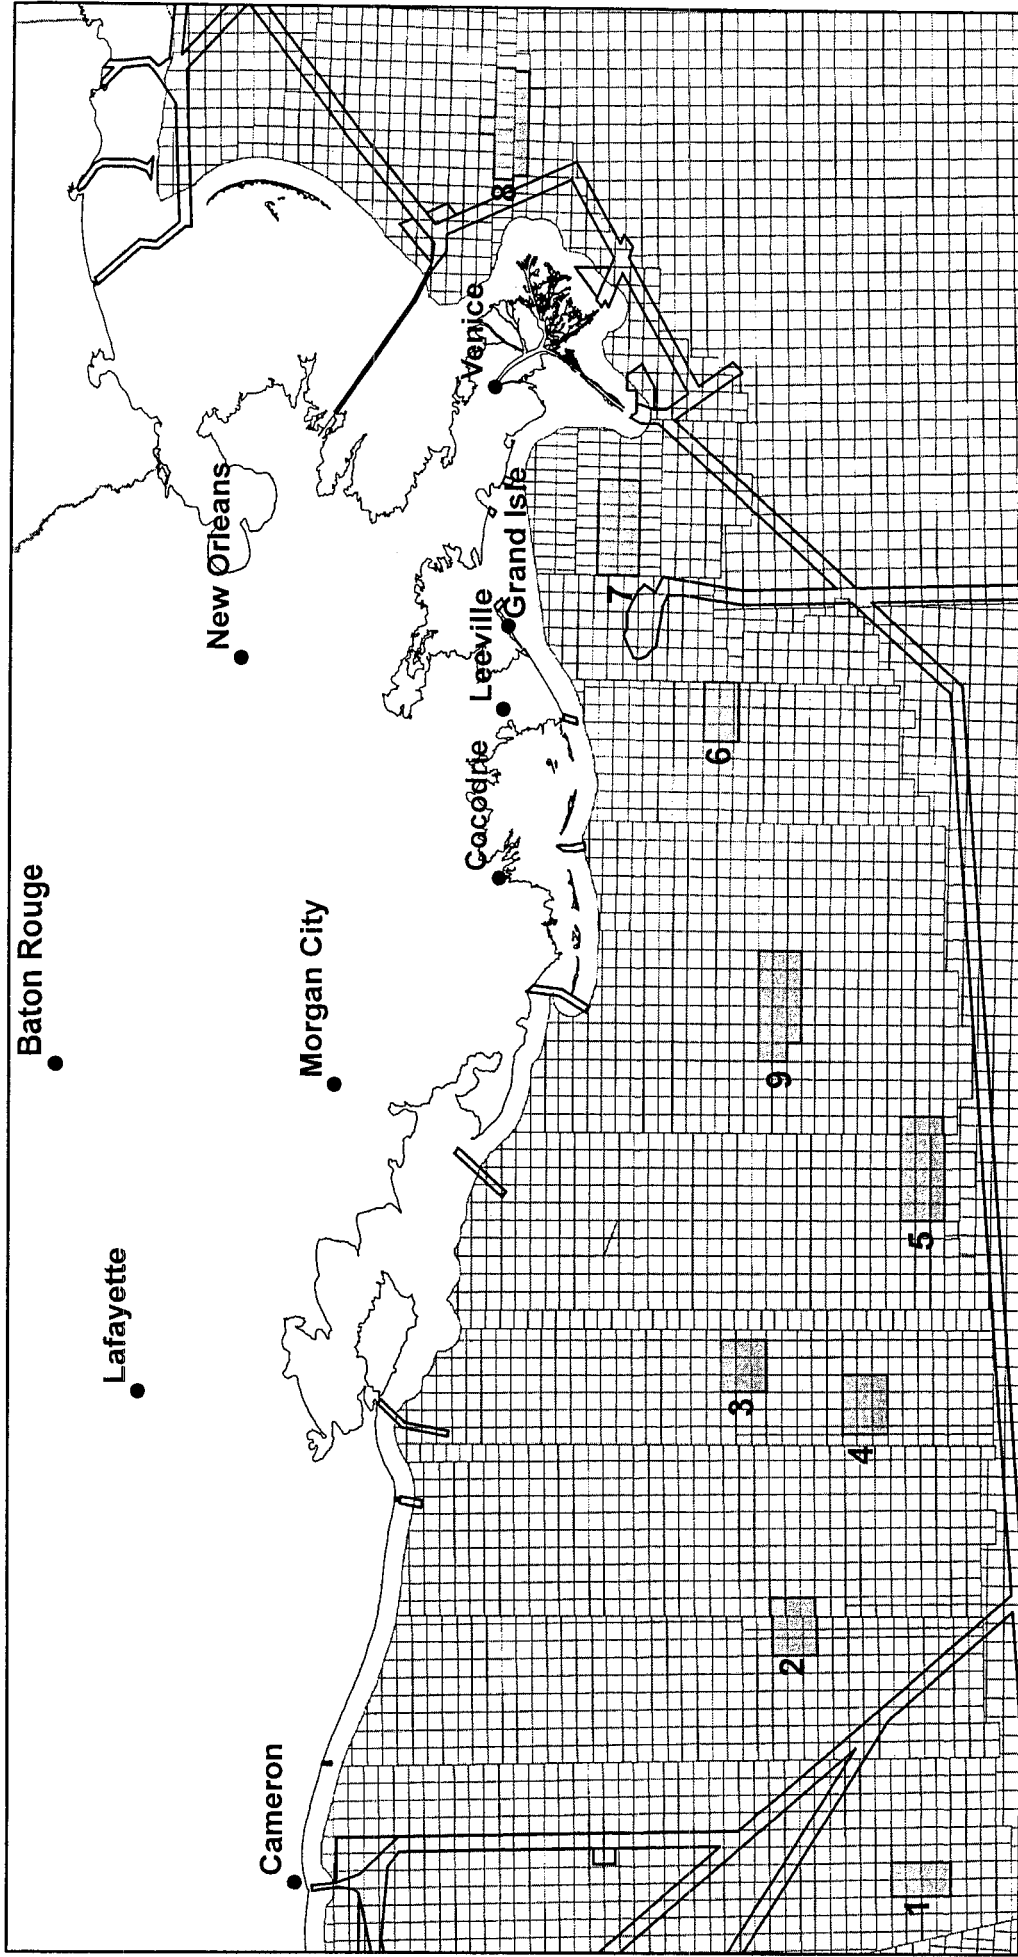 Baton Rouge
Lafayette
New Orleans
Morgan City
Cameron
Venice
Grand Isle
Leeville
Cocodrie
8
7
6
9
5
3
4
2
1